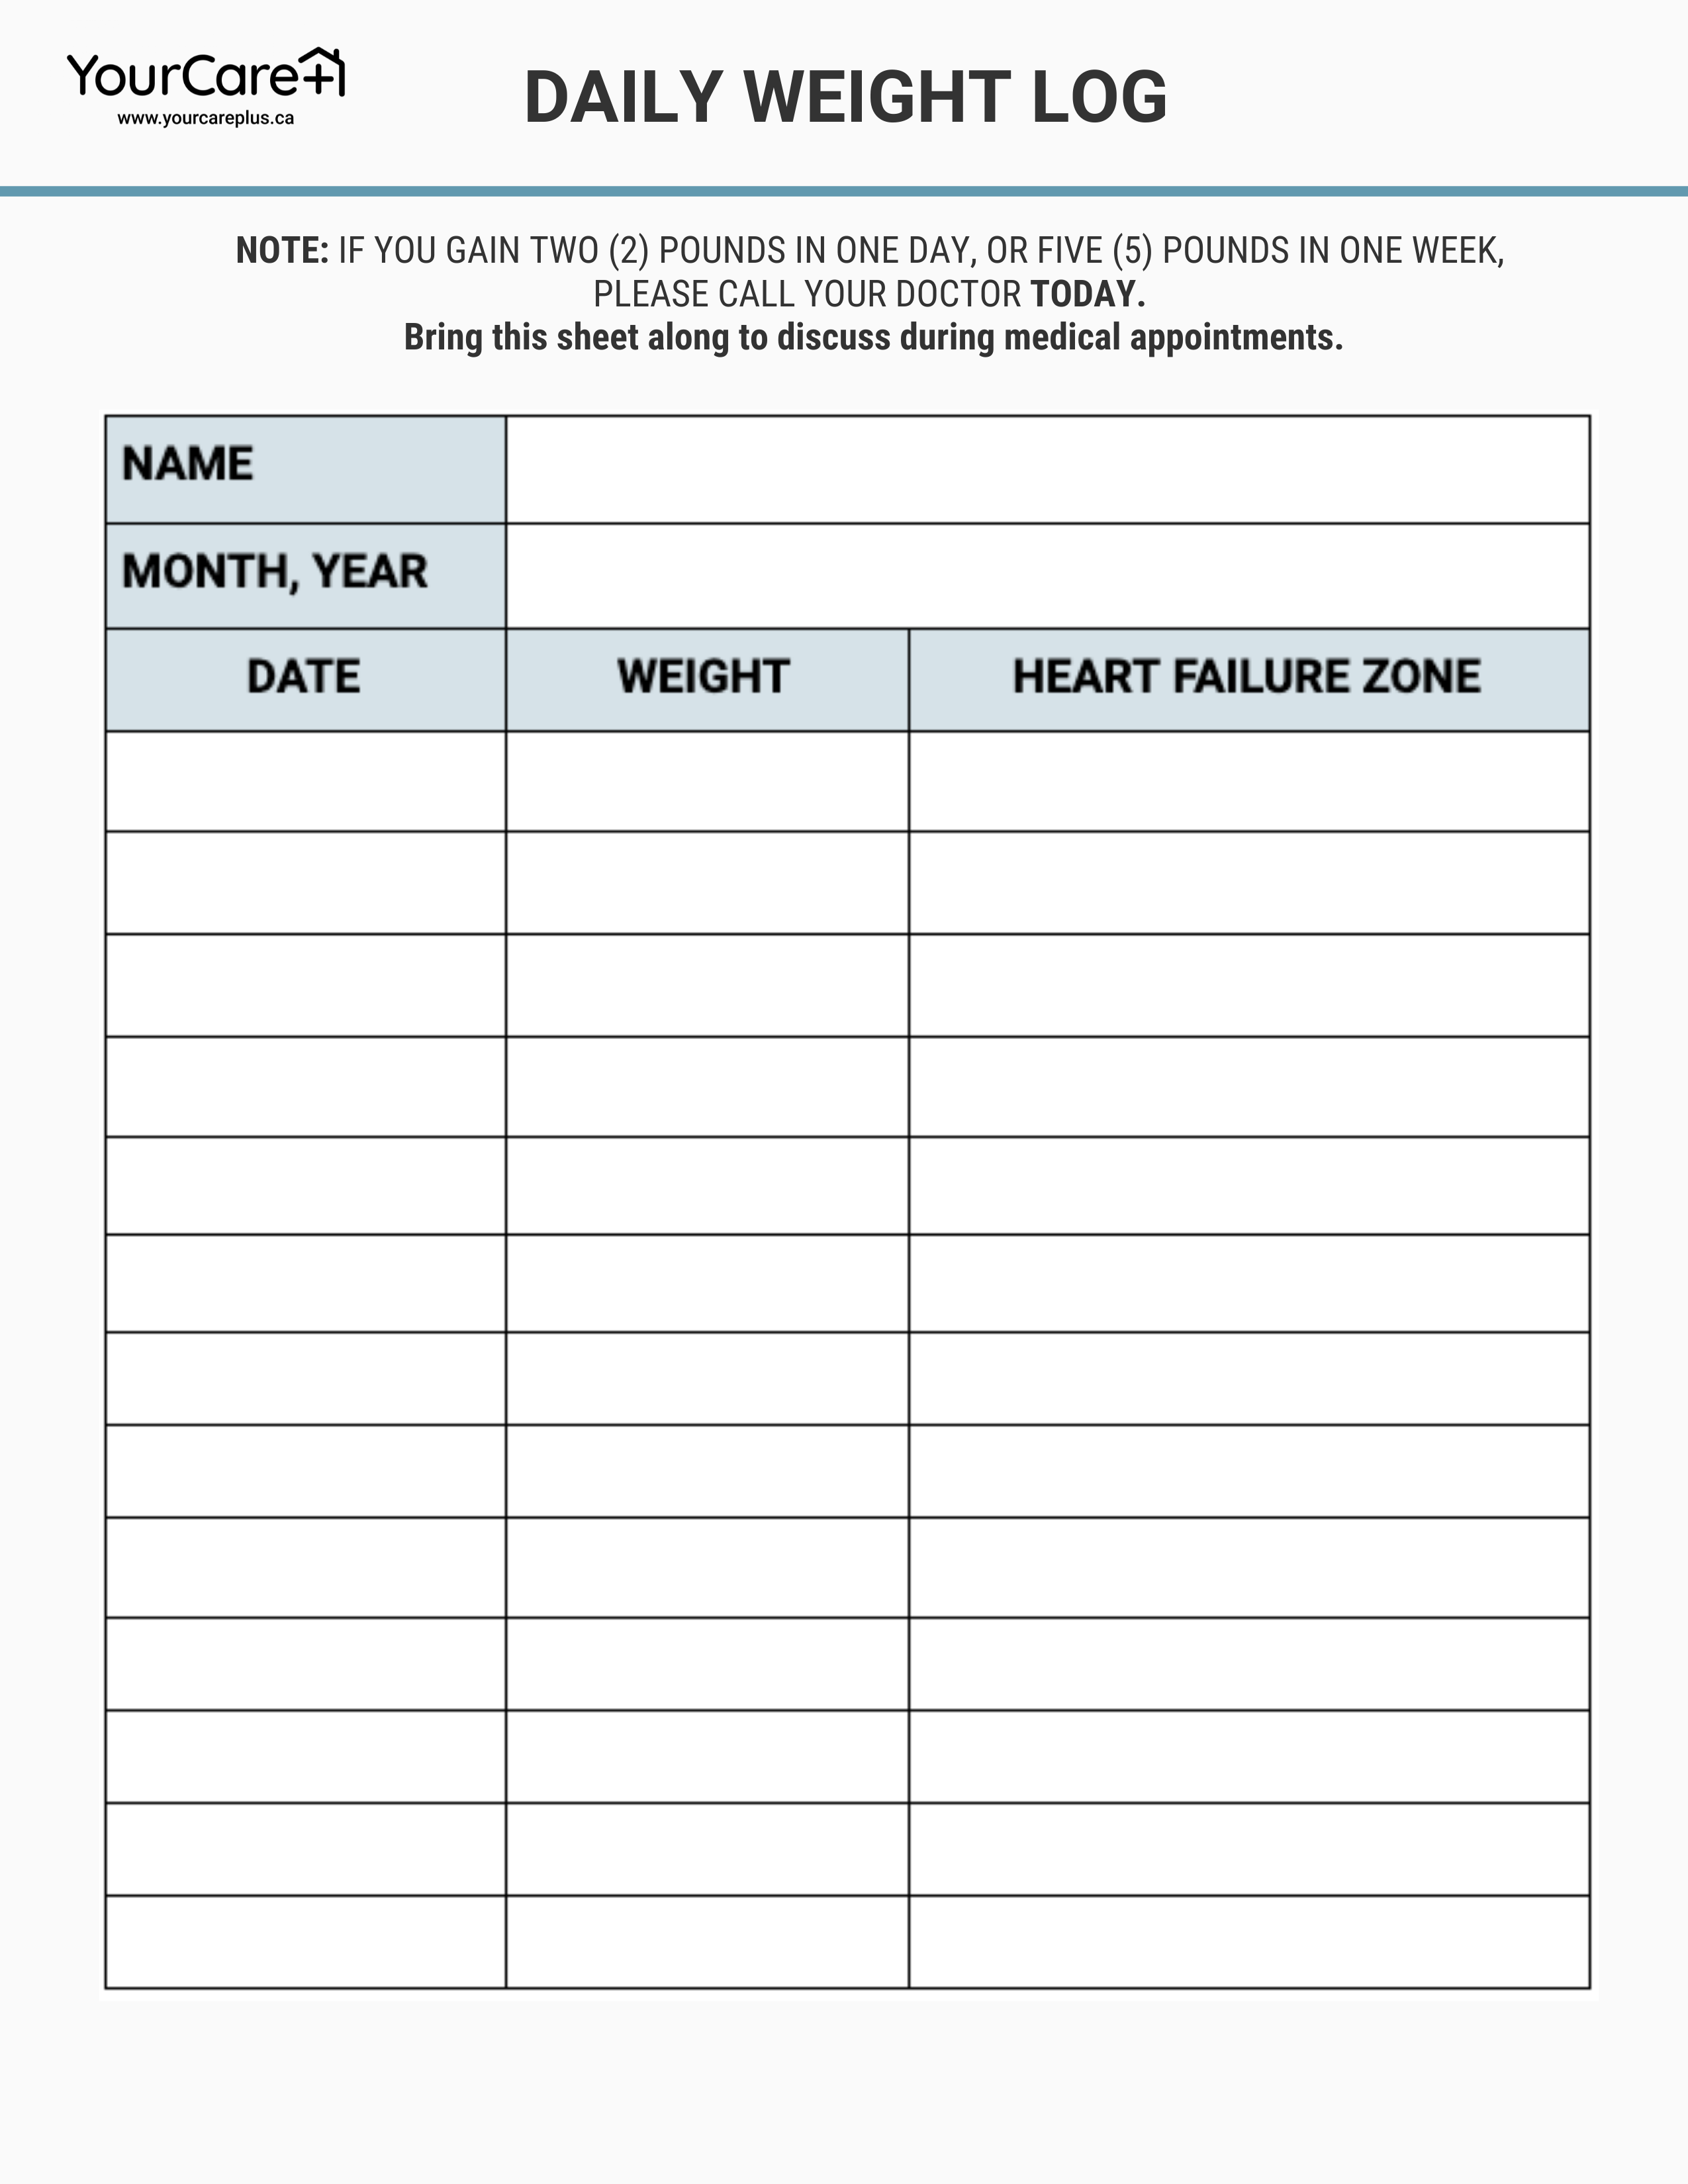 YourCare+
www.yourcareplus.ca
DAILY WEIGHT LOG
NOTE: IF YOU GAIN TWO (2) POUNDS IN ONE DAY, OR FIVE (5) POUNDS IN ONE WEEK,
PLEASE CALL YOUR DOCTOR TODAY.
Bring this sheet along to discuss during medical appointments.
NAME
MONTH, YEAR
DATE WEIGHT HEART FAILURE ZONE